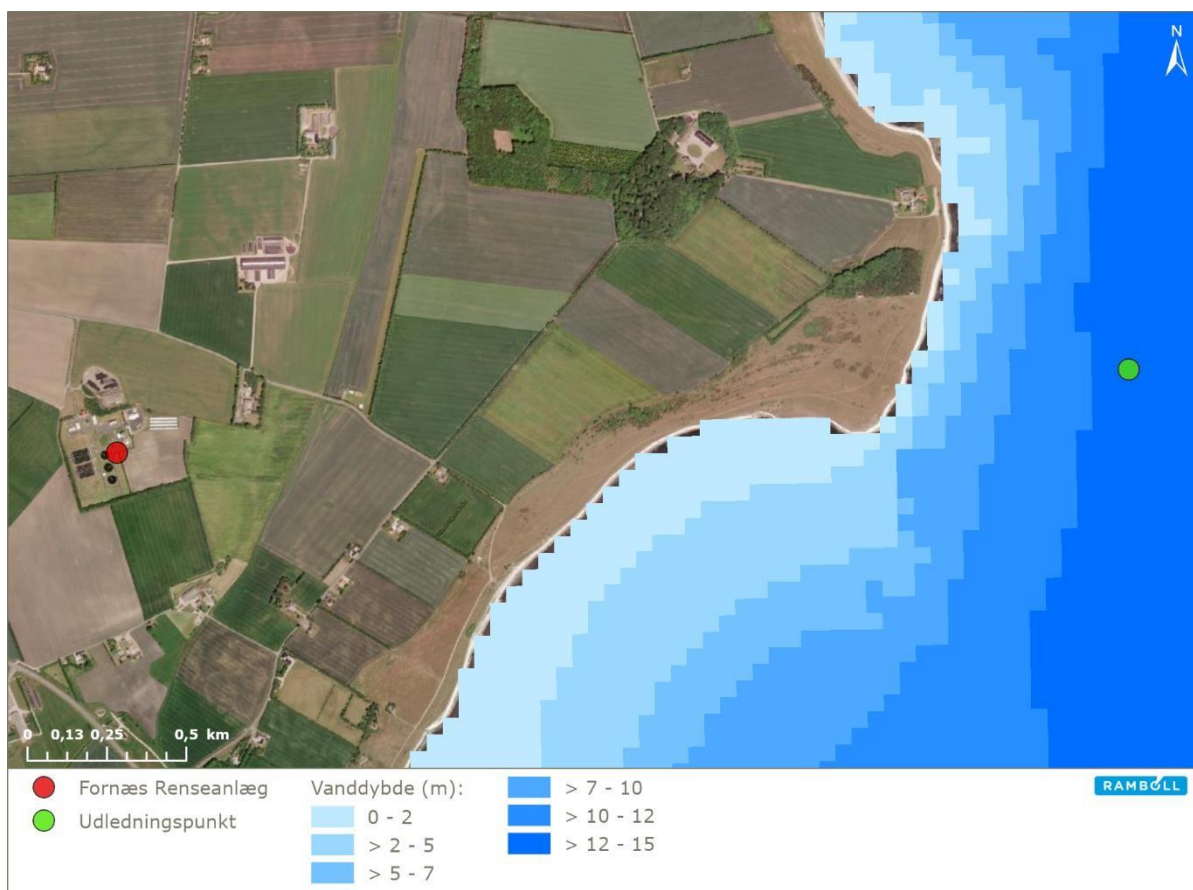 N
0 0,13 0,25 0,5 km
Fornæs Renseanlæg
Udledningspunkt
Vanddybde (m):
0 - 2
> 2 - 5
> 5 - 7
> 7 - 10
> 10 - 12
> 12 - 15
RAMBOLL